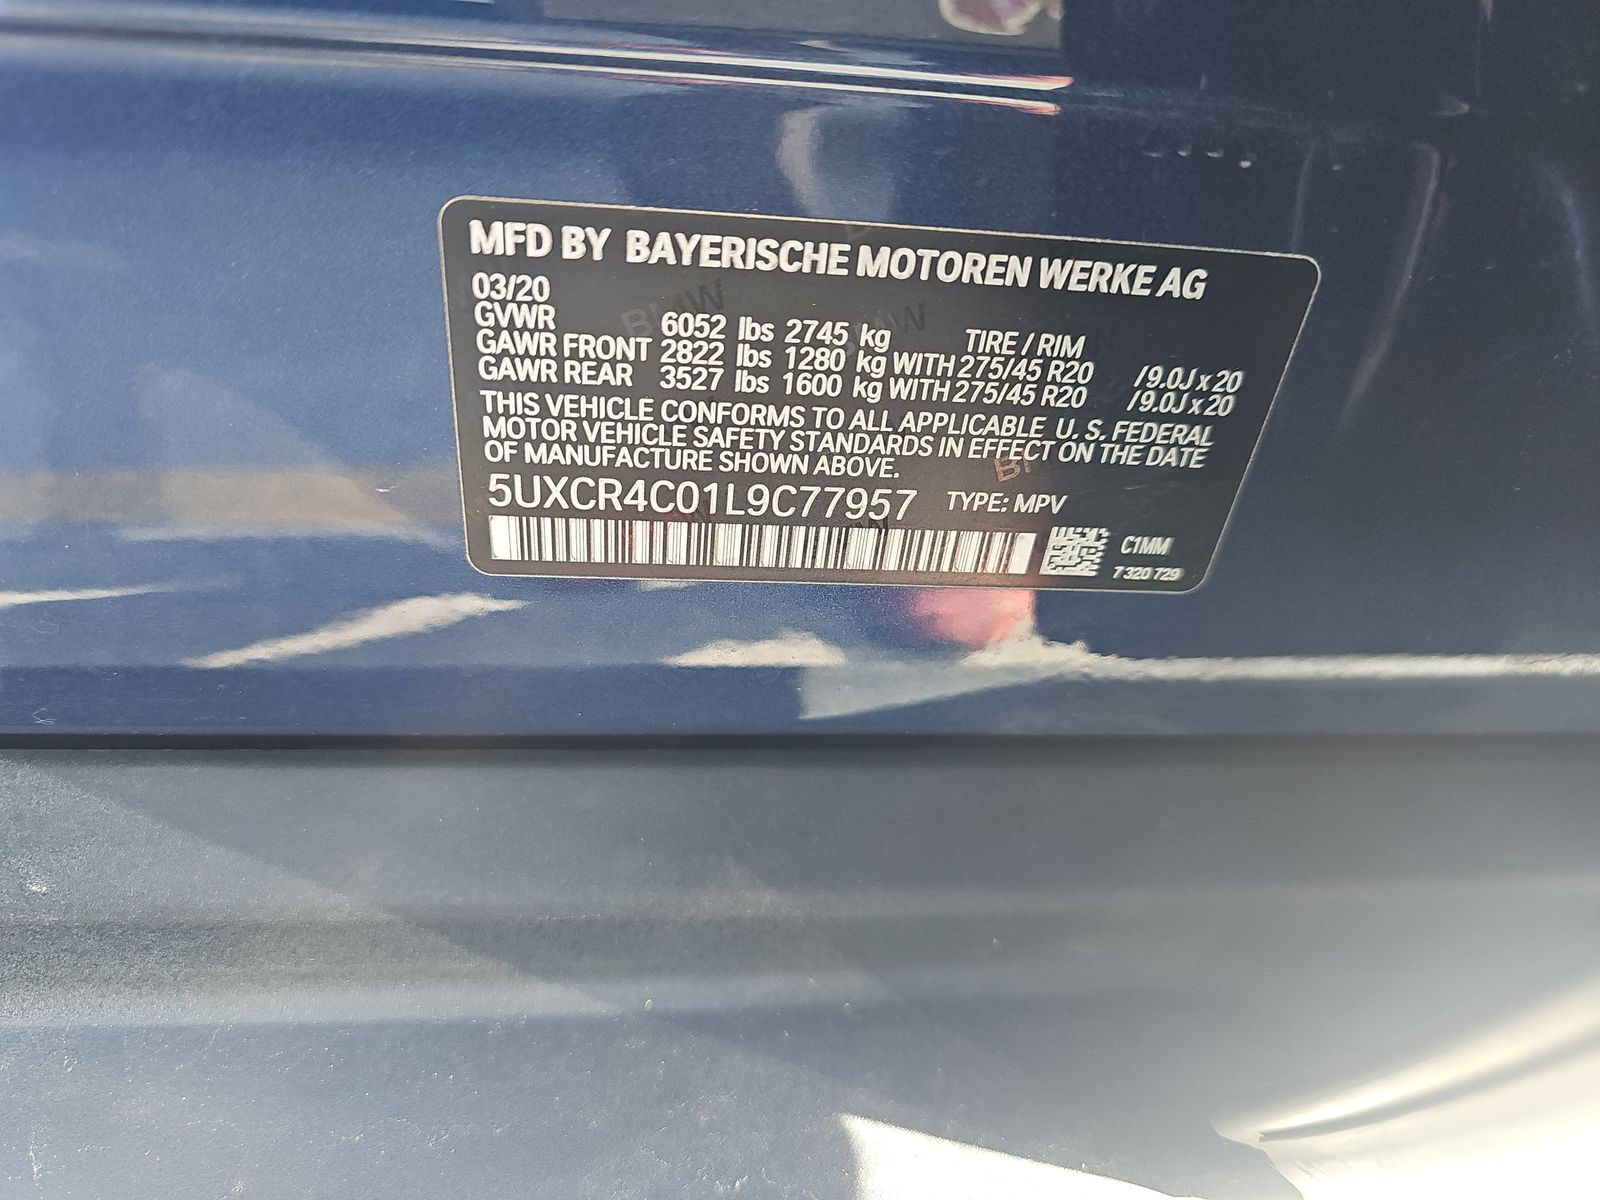 MFD BY BAYERISCHE MOTOREN WERKE AG
03/20
GVWR 6052 lbs 2745 kg TIRE / RIM
GAWR FRONT 2822 lbs 1280 kg WITH 275/45 R20 / 9.0J x 20
GAWR REAR 3527 lbs 1600 kg WITH 275/45 R20 / 9.0J x 20
THIS VEHICLE CONFORMS TO ALL APPLICABLE U. S. FEDERAL
MOTOR VEHICLE SAFETY STANDARDS IN EFFECT ON THE DATE
OF MANUFACTURE SHOWN ABOVE.
5UXCR4C01L9C77957 TYPE: MPV
C1MM
7 320 729
BMW